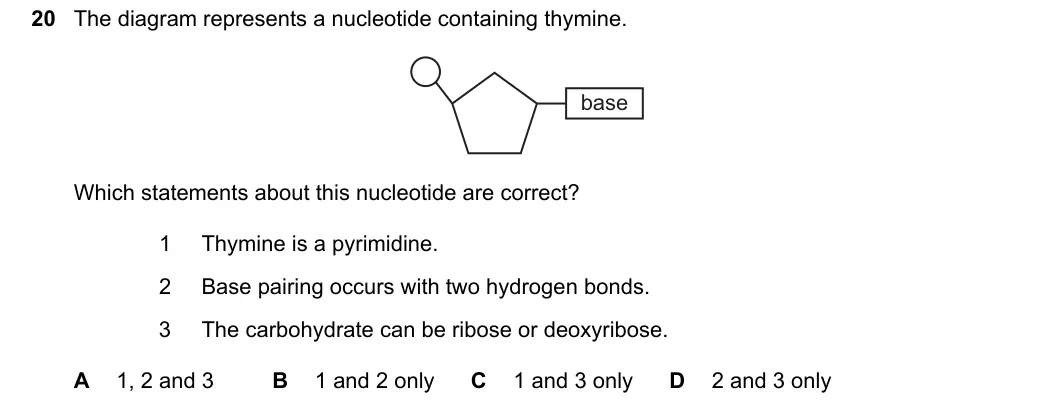 20 The diagram represents a nucleotide containing thymine.
base
Which statements about this nucleotide are correct?
1 Thymine is a pyrimidine.
2 Base pairing occurs with two hydrogen bonds.
3 The carbohydrate can be ribose or deoxyribose.
A 1, 2 and 3 B 1 and 2 only C 1 and 3 only D 2 and 3 only